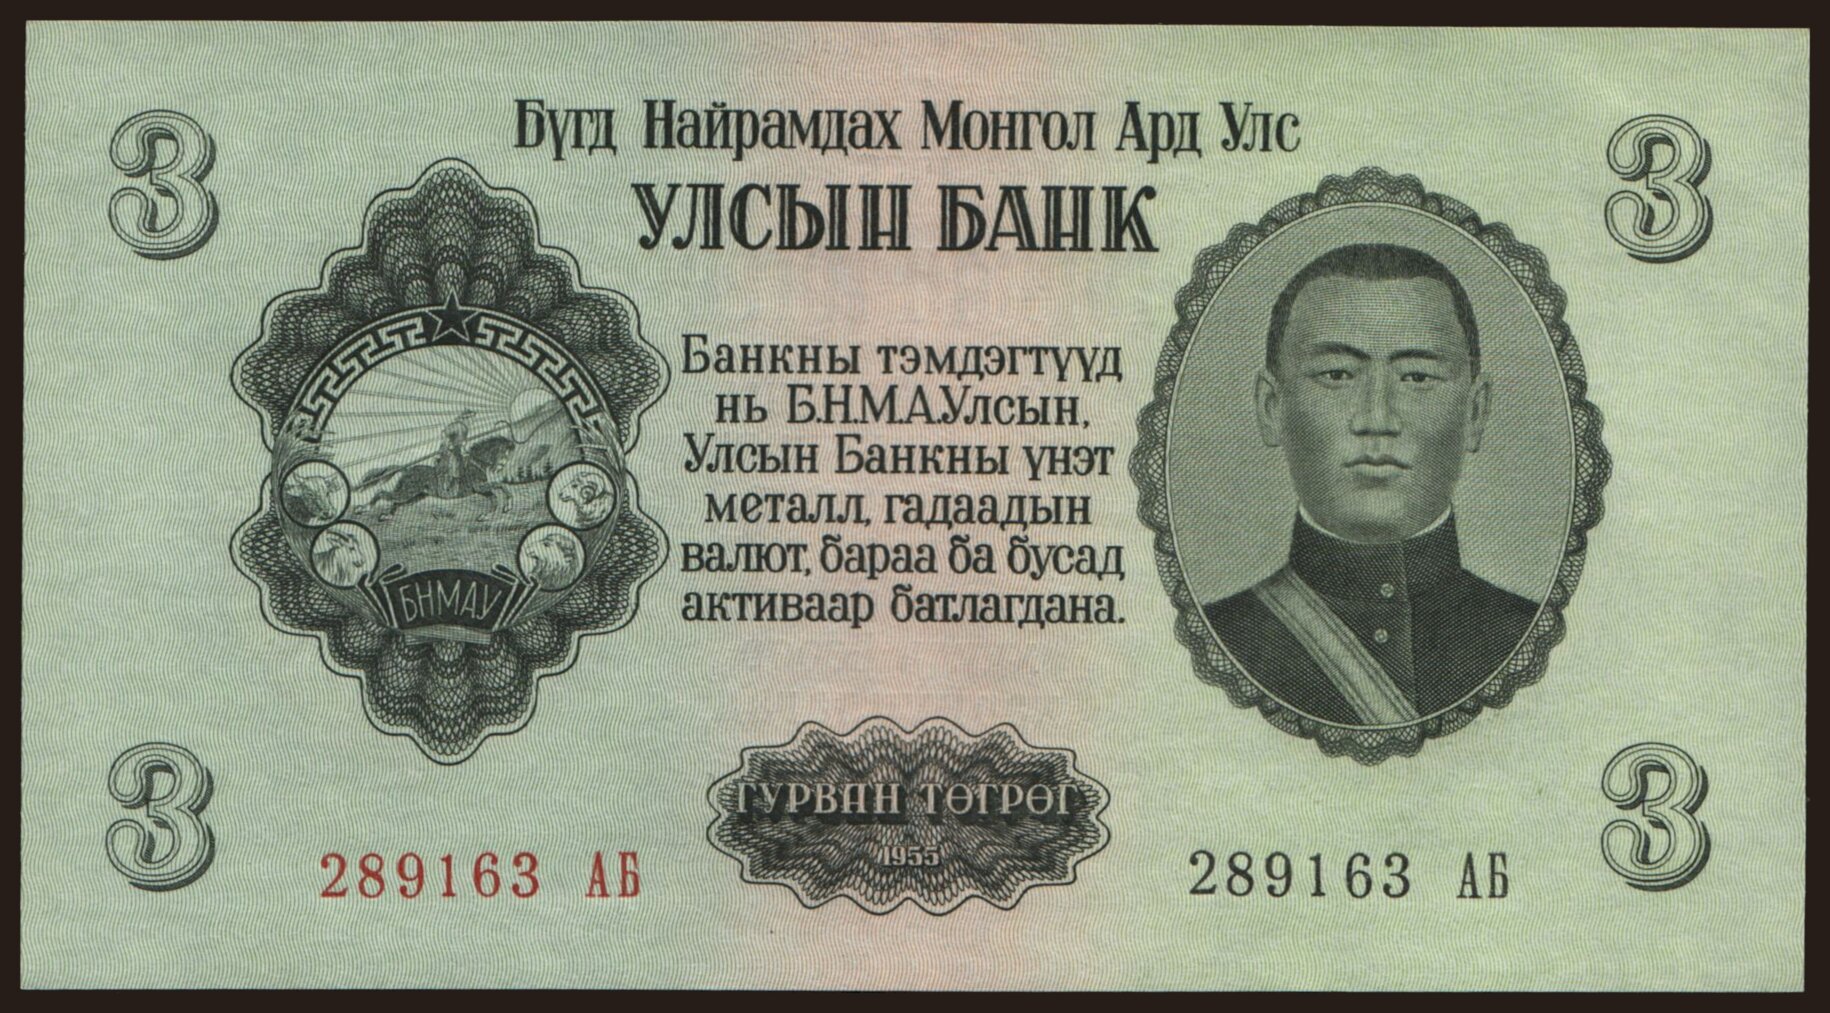 3
Бүгд Найрамдах Монгол Ард Улс
3
УЛСЫН БАНК
Банкны тэмдэгтүүд
нь Б.Н.М.А.Улсын,
Улсын Банкны үнэт
металл, гадаадын
валют, бараа ба бусад
активаар батлагдана.
БНМАУ
3
ГУРВАН ТӨГРӨГ
1955
3
289163 АБ
289163 АБ